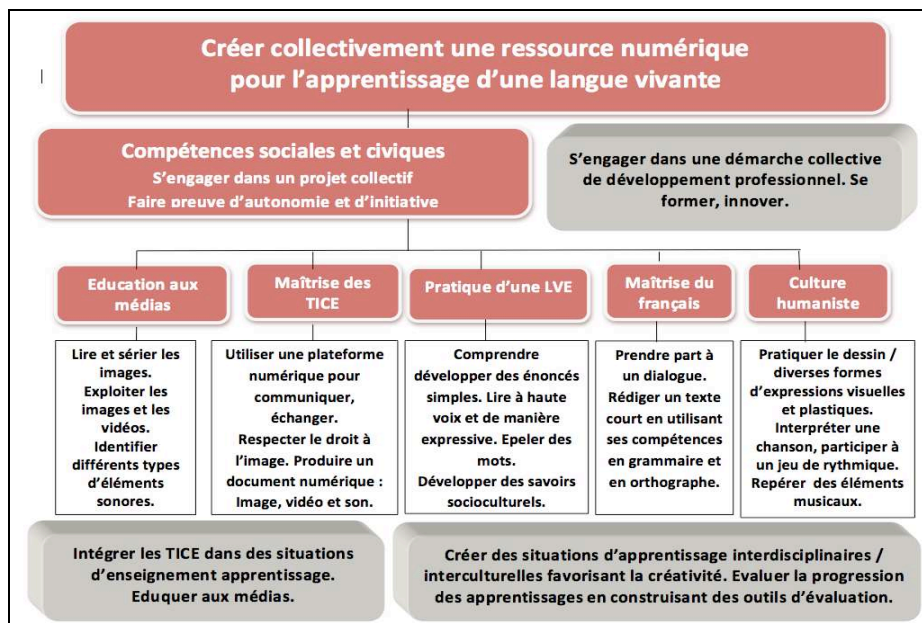 Créer collectivement une ressource numérique
pour l'apprentissage d'une langue vivante
Compétences sociales et civiques
S'engager dans un projet collectif
Faire preuve d'autonomie et d'initiative
S'engager dans une démarche collective
de développement professionnel. Se
former, innover.
Education aux
médias
Maîtrise des
TICE
Pratique d'une LVE
Maîtrise du
français
Culture
humaniste
Lire et sérier les
images.
Exploiter les
images et les
vidéos.
Identifier
différents types
d'éléments
sonores.
Utiliser une plateforme
numérique pour
communiquer,
échanger.
Respecter le droit à
l'image. Produire un
document numérique :
Image, vidéo et son.
Comprendre
développer des énoncés
simples. Lire à haute
voix et de manière
expressive. Epeler des
mots.
Développer des savoirs
socioculturels.
Prendre part à
un dialogue.
Rédiger un texte
court en utilisant
ses compétences
en grammaire et
en orthographe.
Pratiquer le dessin /
diverses formes
d'expressions visuelles
et plastiques.
Interpréter une
chanson, participer à
un jeu de rythmique.
Repérer des éléments
musicaux.
Intégrer les TICE dans des situations
d'enseignement apprentissage.
Eduquer aux médias.
Créer des situations d'apprentissage interdisciplinaires /
interculturelles favorisant la créativité. Evaluer la progression
des apprentissages en construisant des outils d'évaluation.